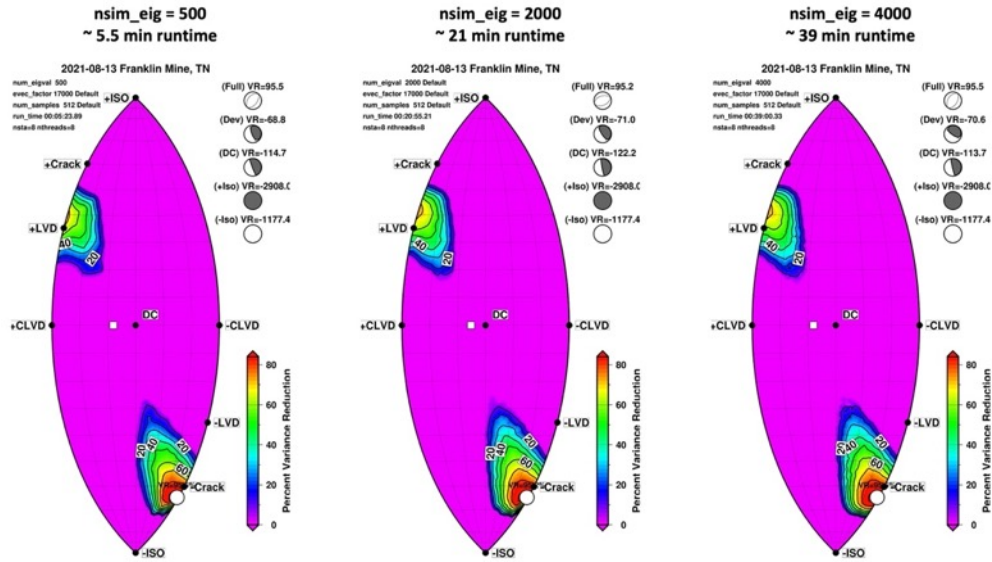 nsim_eig = 500
~ 5.5 min runtime
2021-08-13 Franklin Mine, TN
num_eigval 500
evec_factor 17000 Default
num_samples 512 Default
run_time 00:05:23.89
nsta=8 nthreads=8
(Full) VR=95.5
(Dev) VR=-68.8
(DC) VR=-114.7
(+Iso) VR=-2908.0
(-Iso) VR=-1177.4
+ISO
+Crack
+LVD
40
20
DC
+CLVD
-CLVD
-LVD
20
40
20
60
-Crack
-ISO
80
60
40
20
0
Percent Variance Reduction
nsim_eig = 2000
~ 21 min runtime
2021-08-13 Franklin Mine, TN
num_eigval 2000 Default
evec_factor 17000 Default
num_samples 512 Default
run_time 00:20:55.21
nsta=8 nthreads=8
(Full) VR=95.2
(Dev) VR=-71.0
(DC) VR=-122.2
(+Iso) VR=-2908.0
(-Iso) VR=-1177.4
+ISO
+Crack
+LVD
40
20
DC
+CLVD
-CLVD
-LVD
20
40
20
60
-Crack
-ISO
80
60
40
20
0
Percent Variance Reduction
nsim_eig = 4000
~ 39 min runtime
2021-08-13 Franklin Mine, TN
num_eigval 4000
evec_factor 17000 Default
num_samples 512 Default
run_time 00:39:00.33
nsta=8 nthreads=8
(Full) VR=95.5
(Dev) VR=-70.6
(DC) VR=-113.7
(+Iso) VR=-2908.0
(-Iso) VR=-1177.4
+ISO
+Crack
+LVD
40
20
DC
+CLVD
-CLVD
-LVD
20
40
20
60
-Crack
-ISO
80
60
40
20
0
Percent Variance Reduction